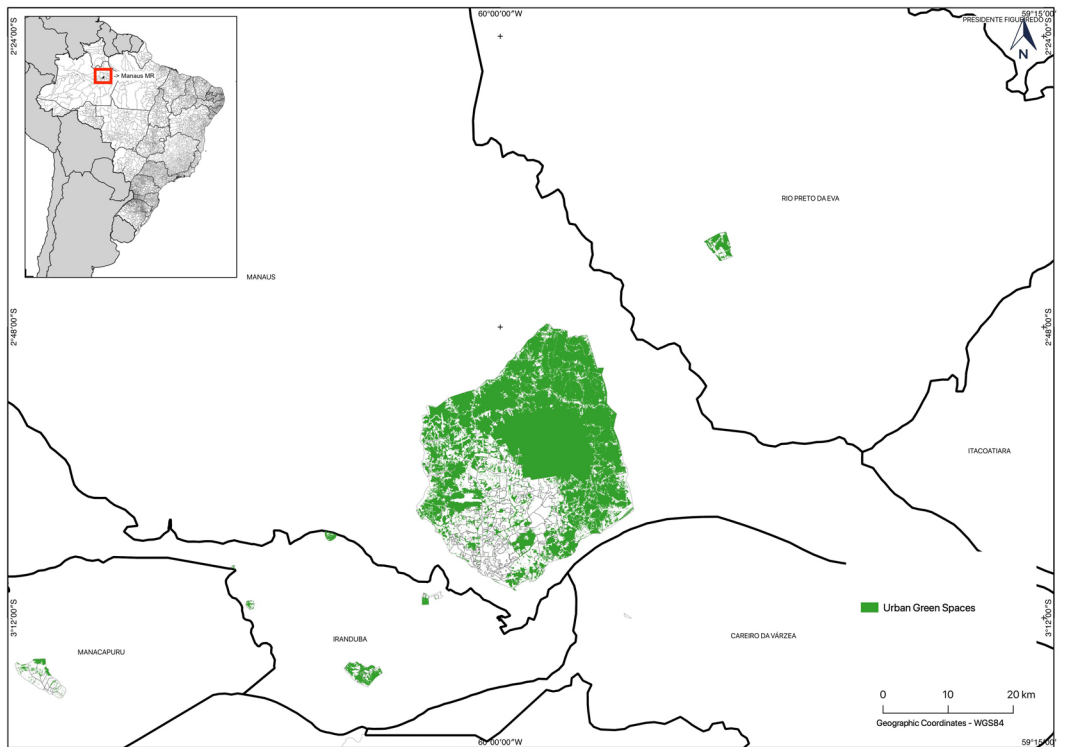 60°00'00"W
59°15'00"
PRESIDENTE FIGUEIREDO
2°24'00"S
2°24'00"S
N
-> Manaus MR
RIO PRETO DA EVA
MANAUS
2°48'00"S
2°48'00"S
ITACOATIARA
3°12'00"S
3°12'00"S
Urban Green Spaces
CAREIRO DA VÁRZEA
IRANDUBA
MANACAPURU
0 10 20 km
Geographic Coordinates - WGS84
60°00'00"W
59°15'00"